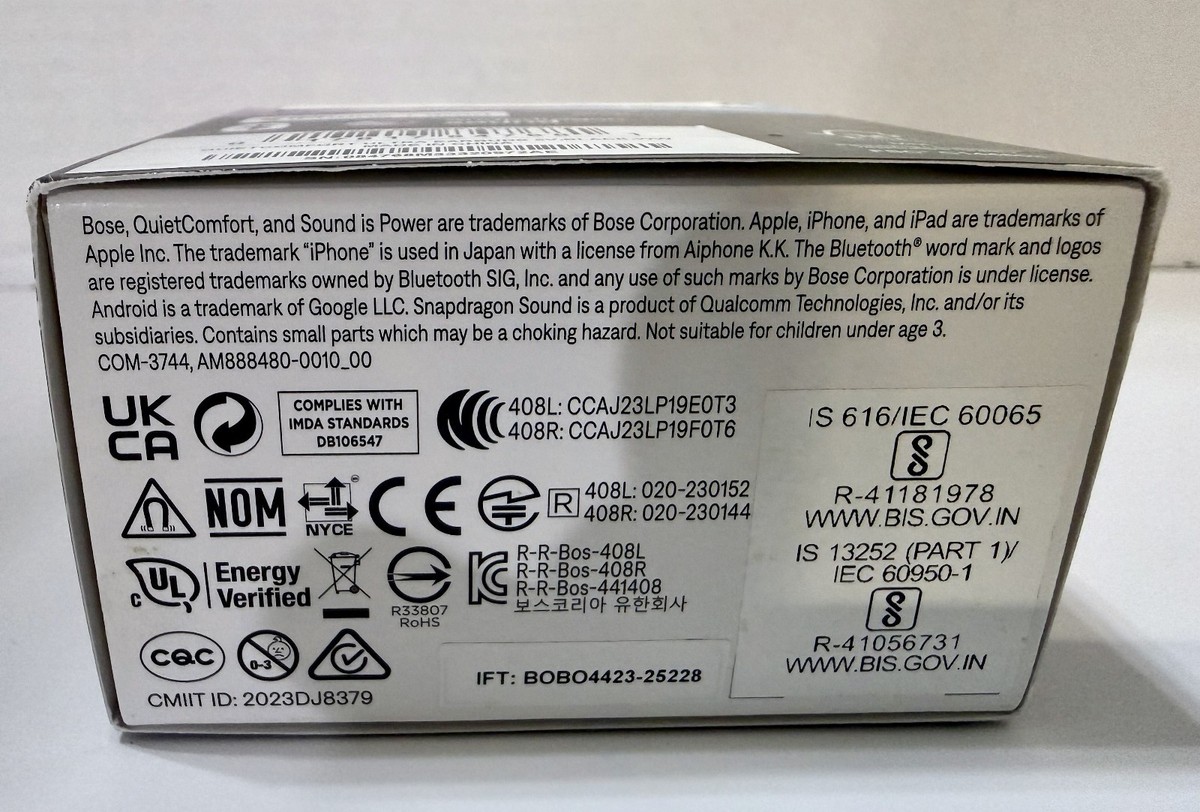 Bose, QuietComfort, and Sound is Power are trademarks of Bose Corporation. Apple, iPhone, and iPad are trademarks of
Apple Inc. The trademark “iPhone” is used in Japan with a license from Aiphone K.K. The Bluetooth® word mark and logos
are registered trademarks owned by Bluetooth SIG, Inc. and any use of such marks by Bose Corporation is under license.
Android is a trademark of Google LLC. Snapdragon Sound is a product of Qualcomm Technologies, Inc. and/or its
subsidiaries. Contains small parts which may be a choking hazard. Not suitable for children under age 3.
COM-3744, AM888480-0010_00
UK
CA
COMPLIES WITH
IMDA STANDARDS
DB106547
408L: CCAJ23LP19E0T3
408R: CCAJ23LP19F0T6
NOM
NYCE
CE
R
408L: 020-230152
408R: 020-230144
c UL
Energy
Verified
R33807
RoHS
KC
R-R-Bos-408L
R-R-Bos-408R
R-R-Bos-441408
보스코리아 유한회사
CQC
0-3
CMIIT ID: 2023DJ8379
IFT: BOBO4423-25228
IS 616/IEC 60065
R-41181978
WWW.BIS.GOV.IN
IS 13252 (PART 1)/
IEC 60950-1
R-41056731
WWW.BIS.GOV.IN